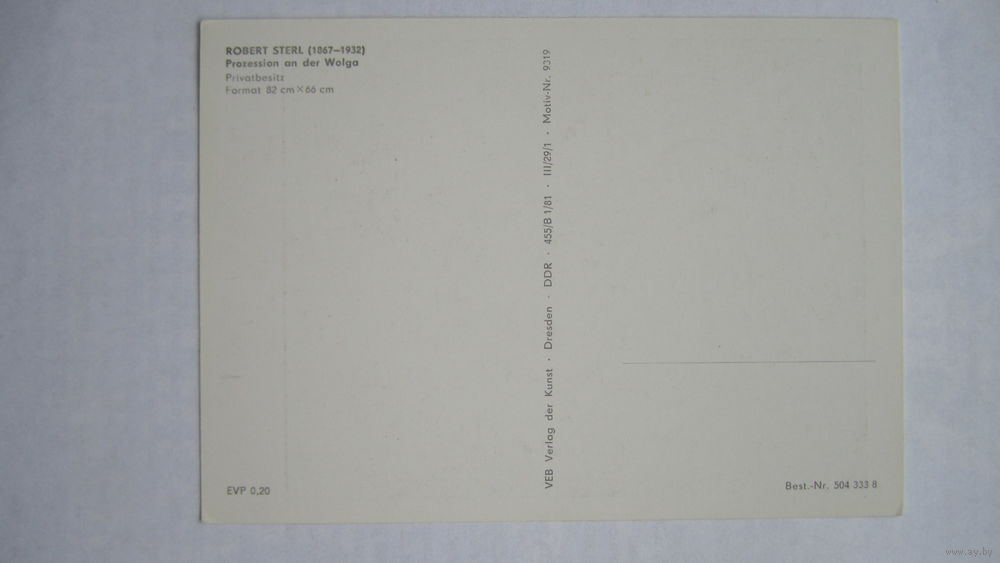 ROBERT STERL (1867–1932)
Prozession an der Wolga
Privatbesitz
Format 82 cm × 66 cm
VEB Verlag der Kunst · Dresden · DDR · 455/B 1/81 · III/29/1 · Motiv-Nr. 9319
EVP 0,20
Best.-Nr. 504 333 8
www.ay.by